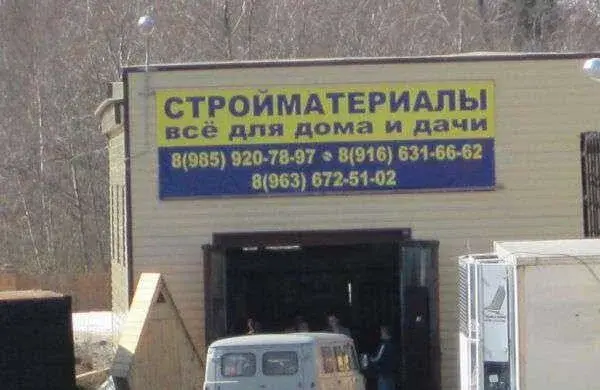 СТРОЙМАТЕРИАЛЫ
всё для дома и дачи
8(985) 920-78-97 8(916) 631-66-62
8(963) 672-51-02